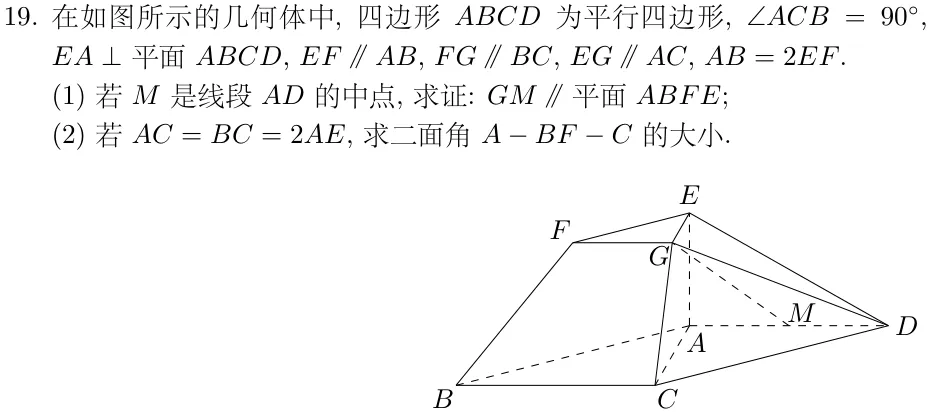 19. 在如图所示的几何体中, 四边形 ABCD 为平行四边形, ∠ACB = 90°,
EA ⊥ 平面 ABCD, EF ∥ AB, FG ∥ BC, EG ∥ AC, AB = 2EF.
(1) 若 M 是线段 AD 的中点, 求证: GM ∥ 平面 ABFE;
(2) 若 AC = BC = 2AE, 求二面角 A − BF − C 的大小.
E
F
G
M
D
A
B
C